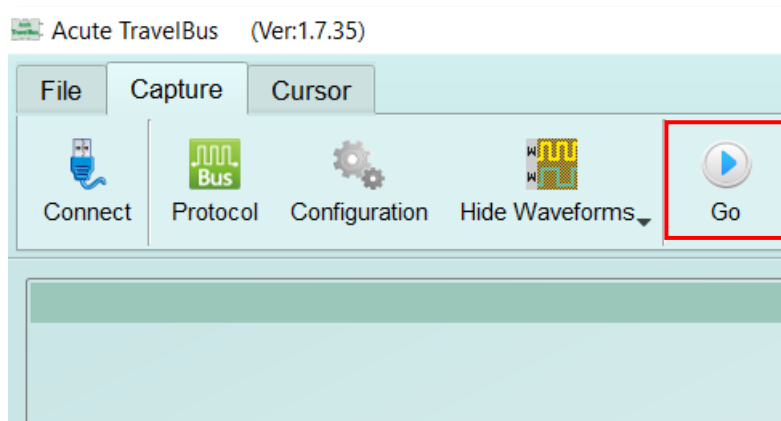 Acute TravelBus (Ver:1.7.35)
File Capture Cursor
Bus
W
W
Connect Protocol Configuration Hide Waveforms Go